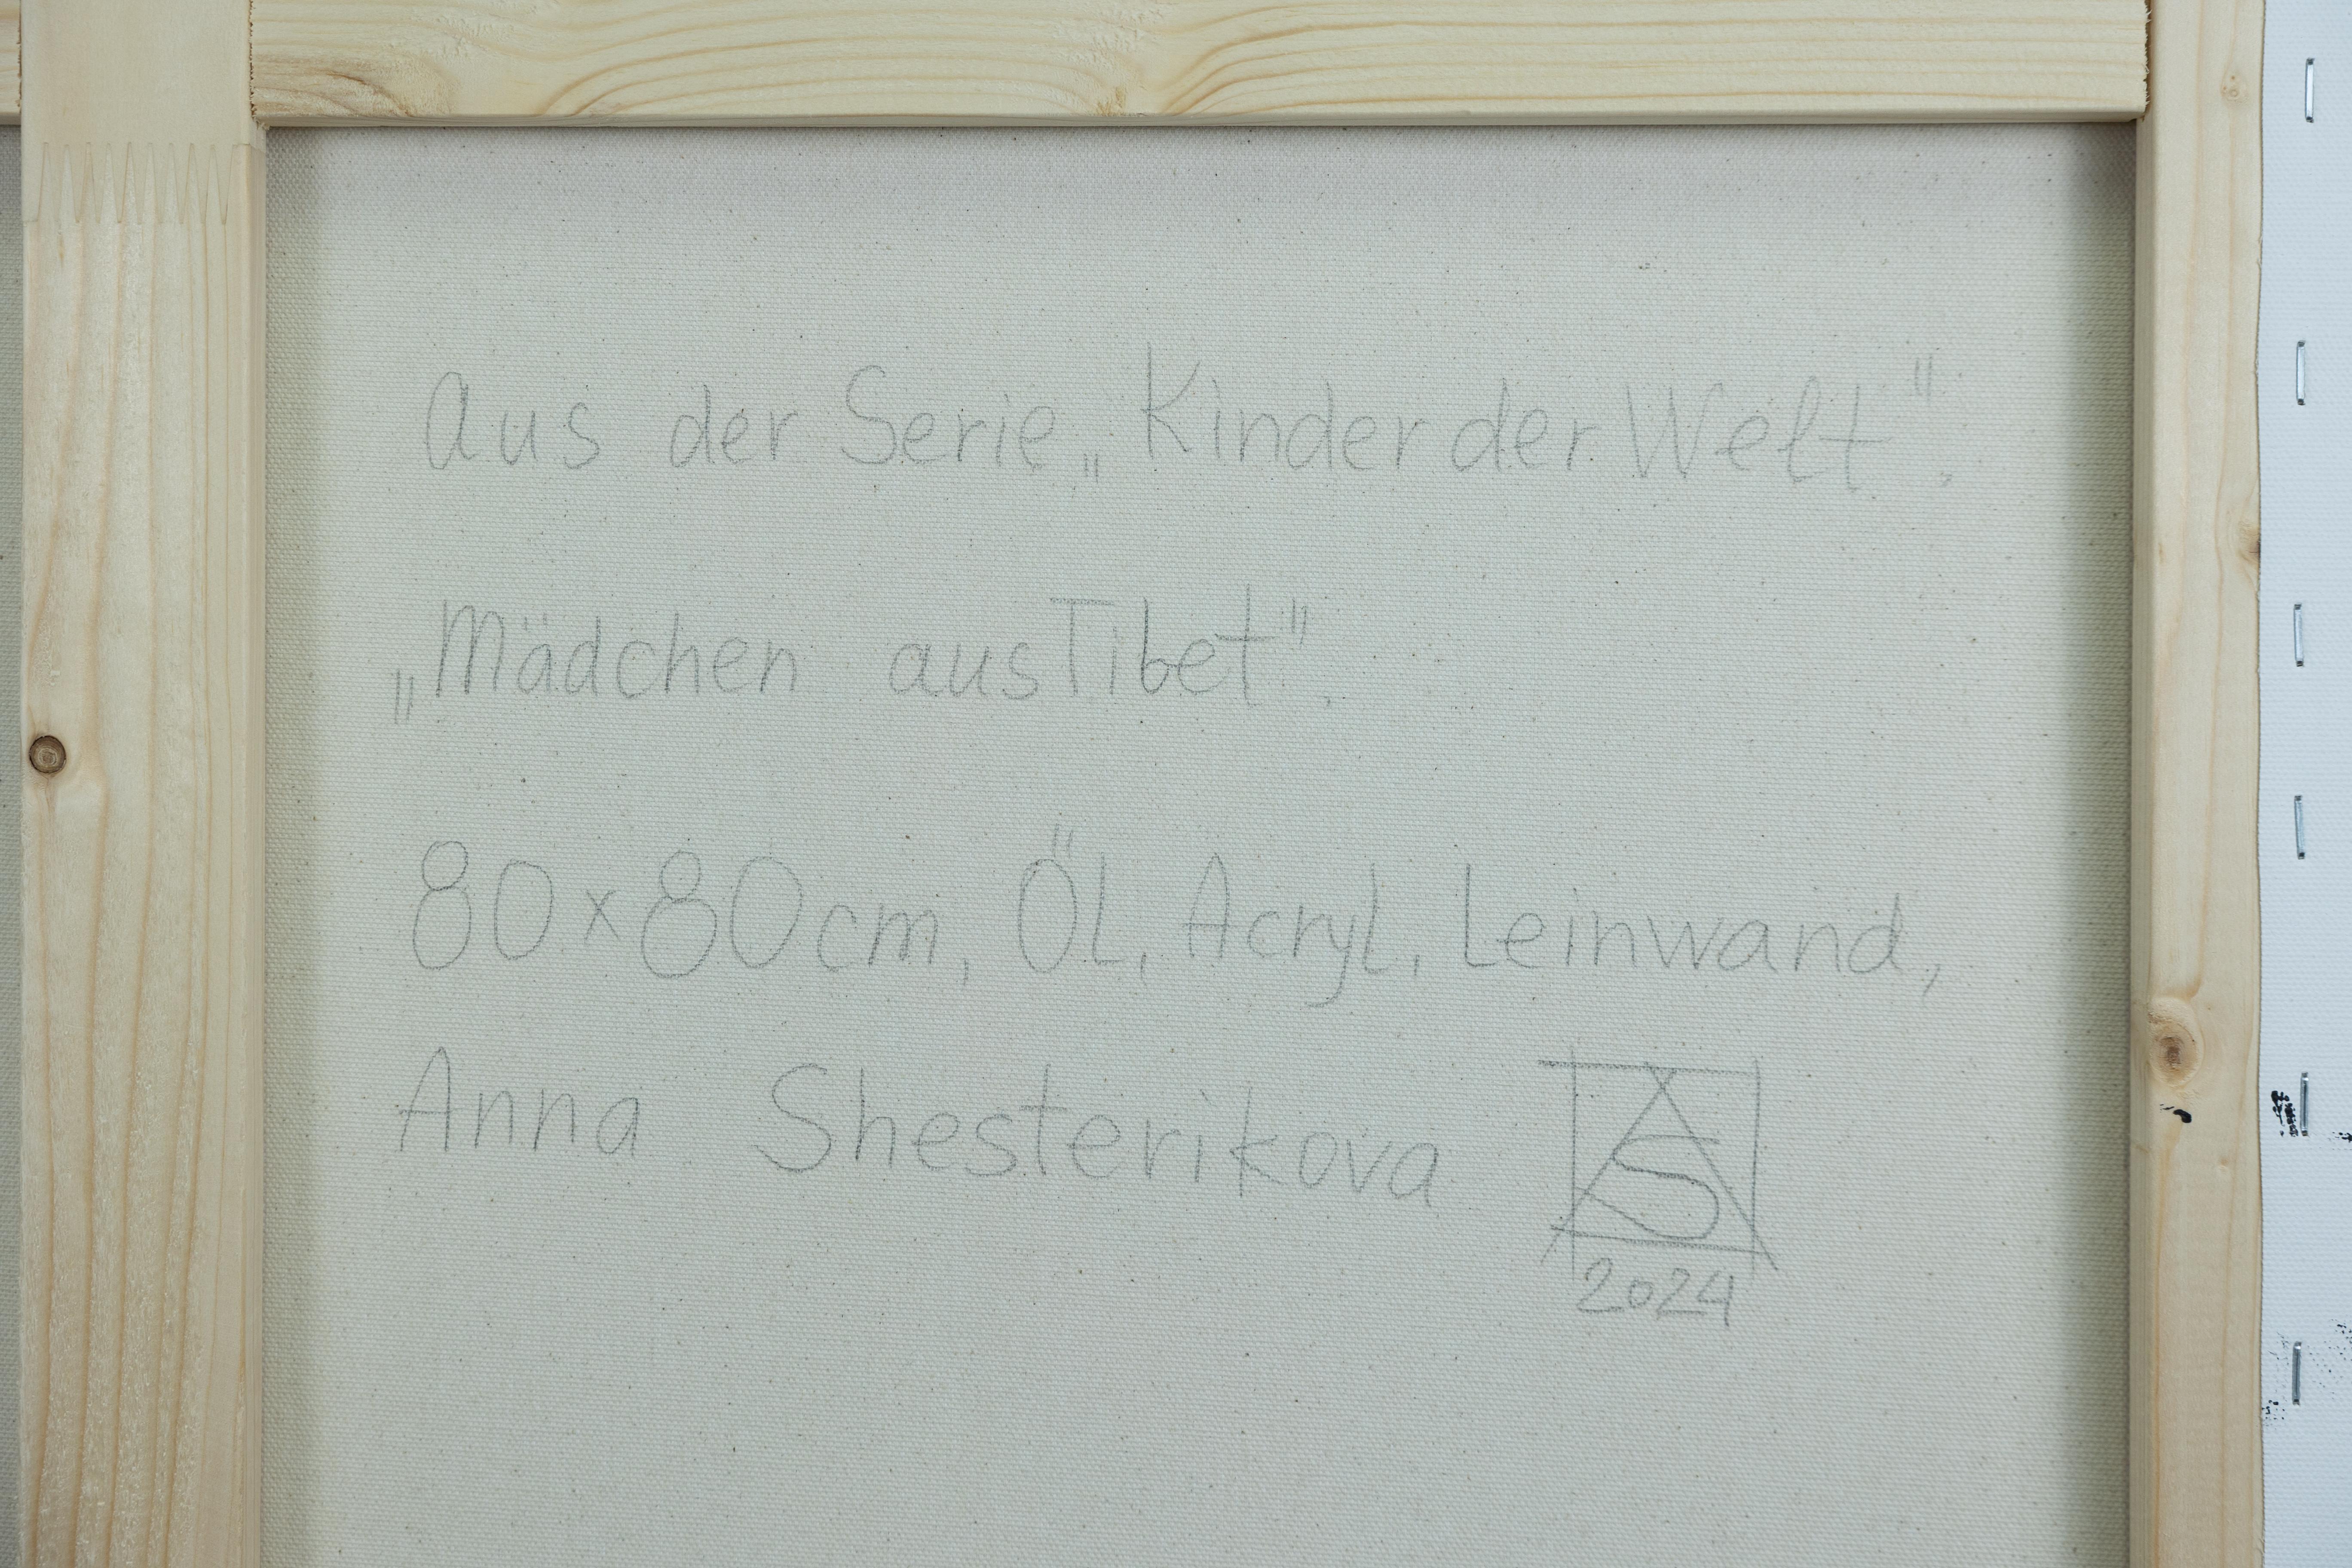 Aus der Serie „Kinder der Welt".
„Mädchen aus Tibet".
80x80cm, ÖL, Acryl, Leinwand,
Anna Shesterikova AS
2024